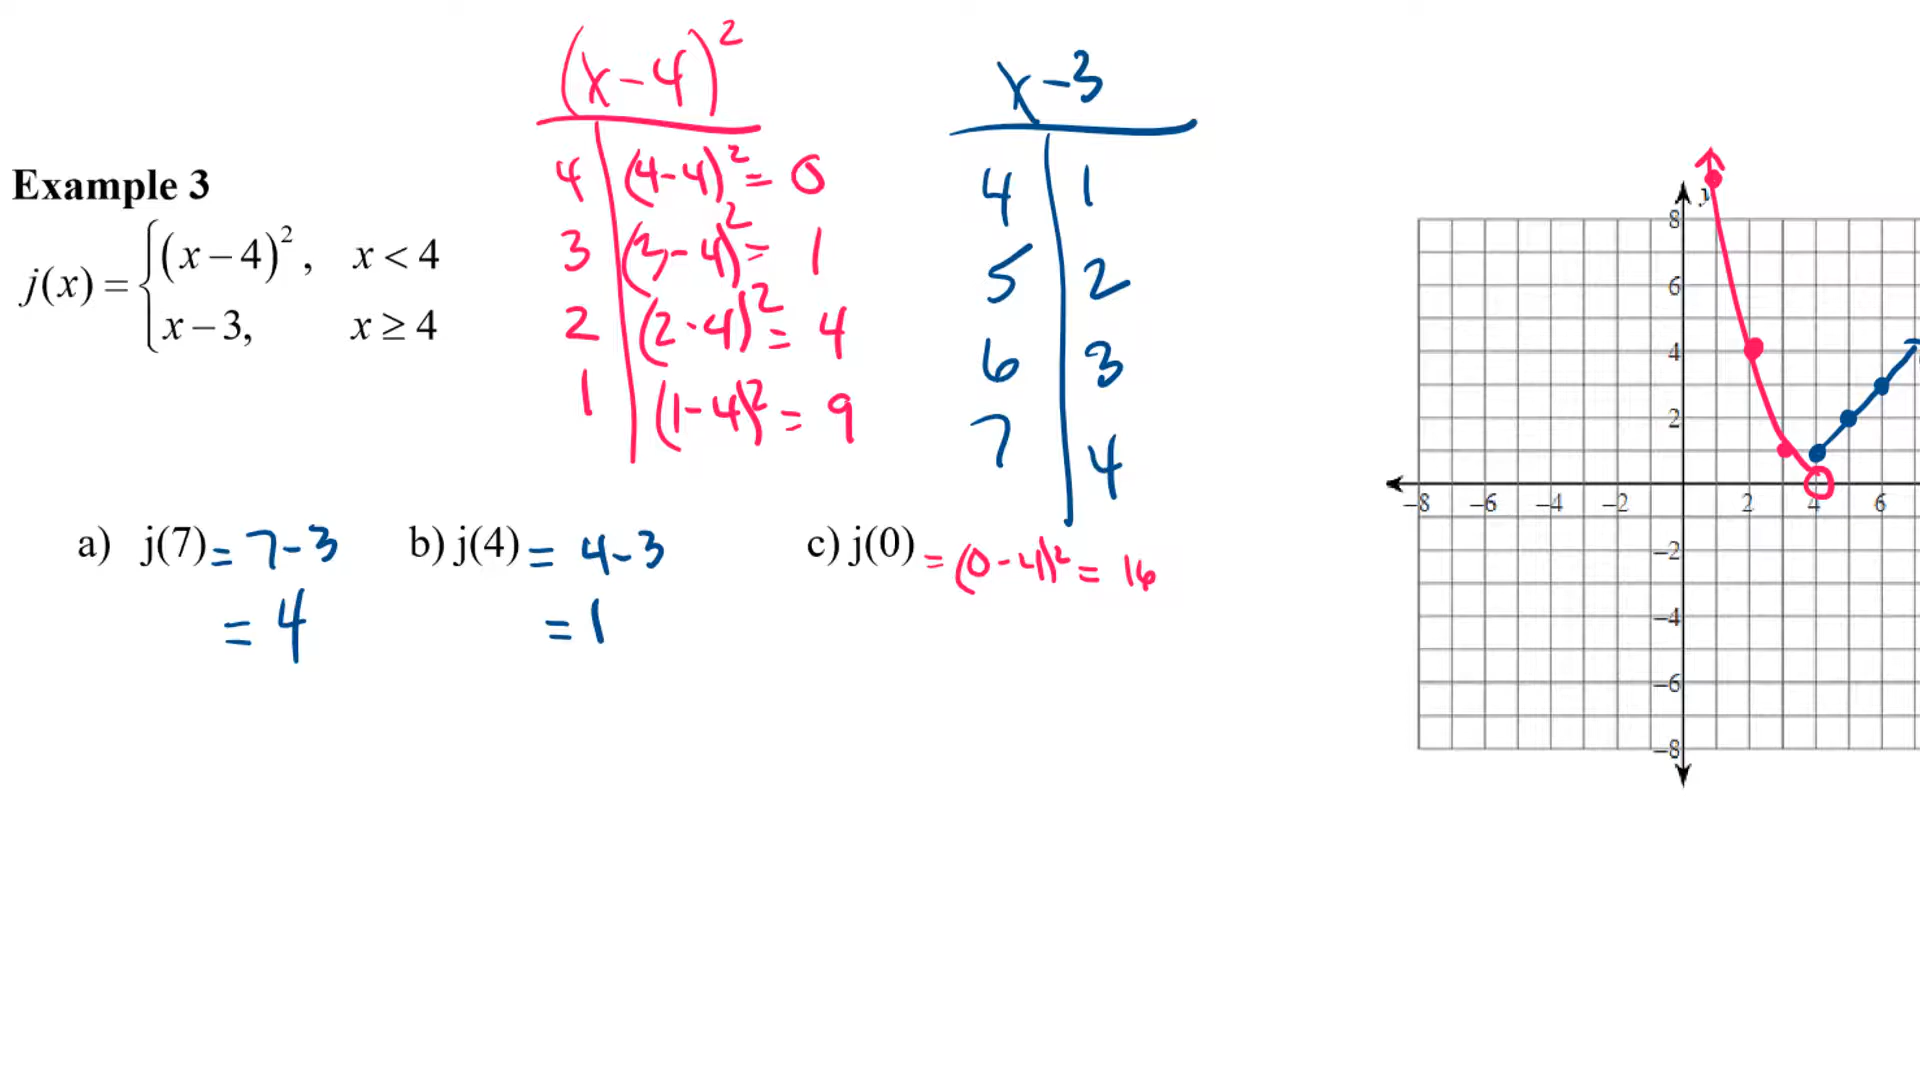 (x-4)² x-3
Example 3
j(x) = { (x-4)², x < 4
x-3, x ≥ 4
4 (4-4)² = 0
3 (3-4)² = 1
2 (2-4)² = 4
1 (1-4)² = 9
4 1
5 2
6 3
7 4
a) j(7) = 7-3
= 4
b) j(4) = 4-3
= 1
c) j(0) = (0-4)² = 16
y
8
6
4
2
-8 -6 -4 -2 2 4 6
-2
-4
-6
-8